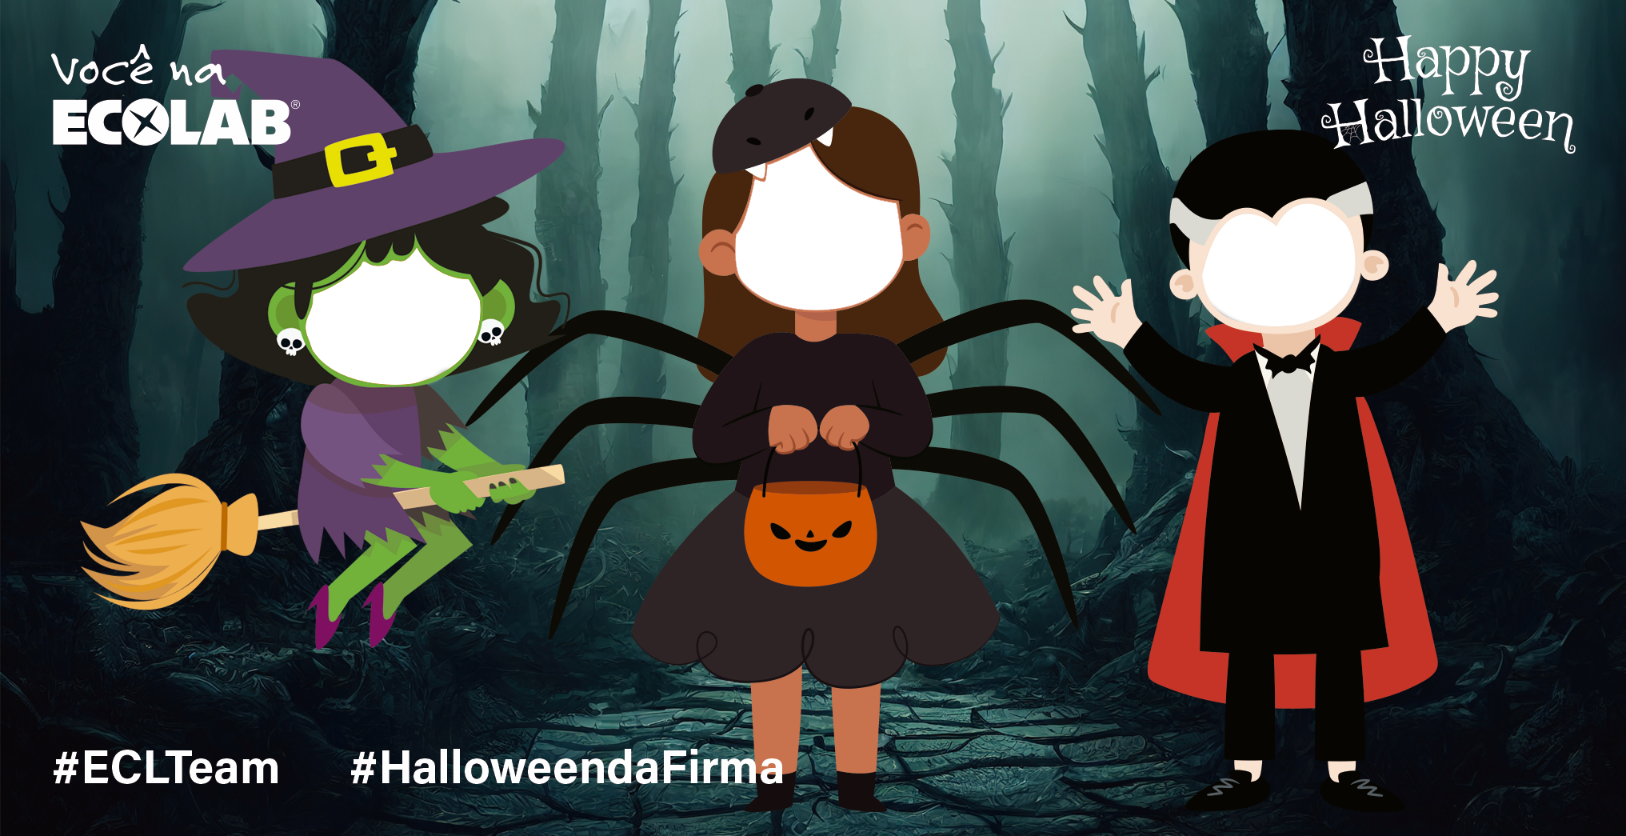 Você na
ECOLAB®
Happy
Halloween
#ECLTeam #HalloweendaFirma